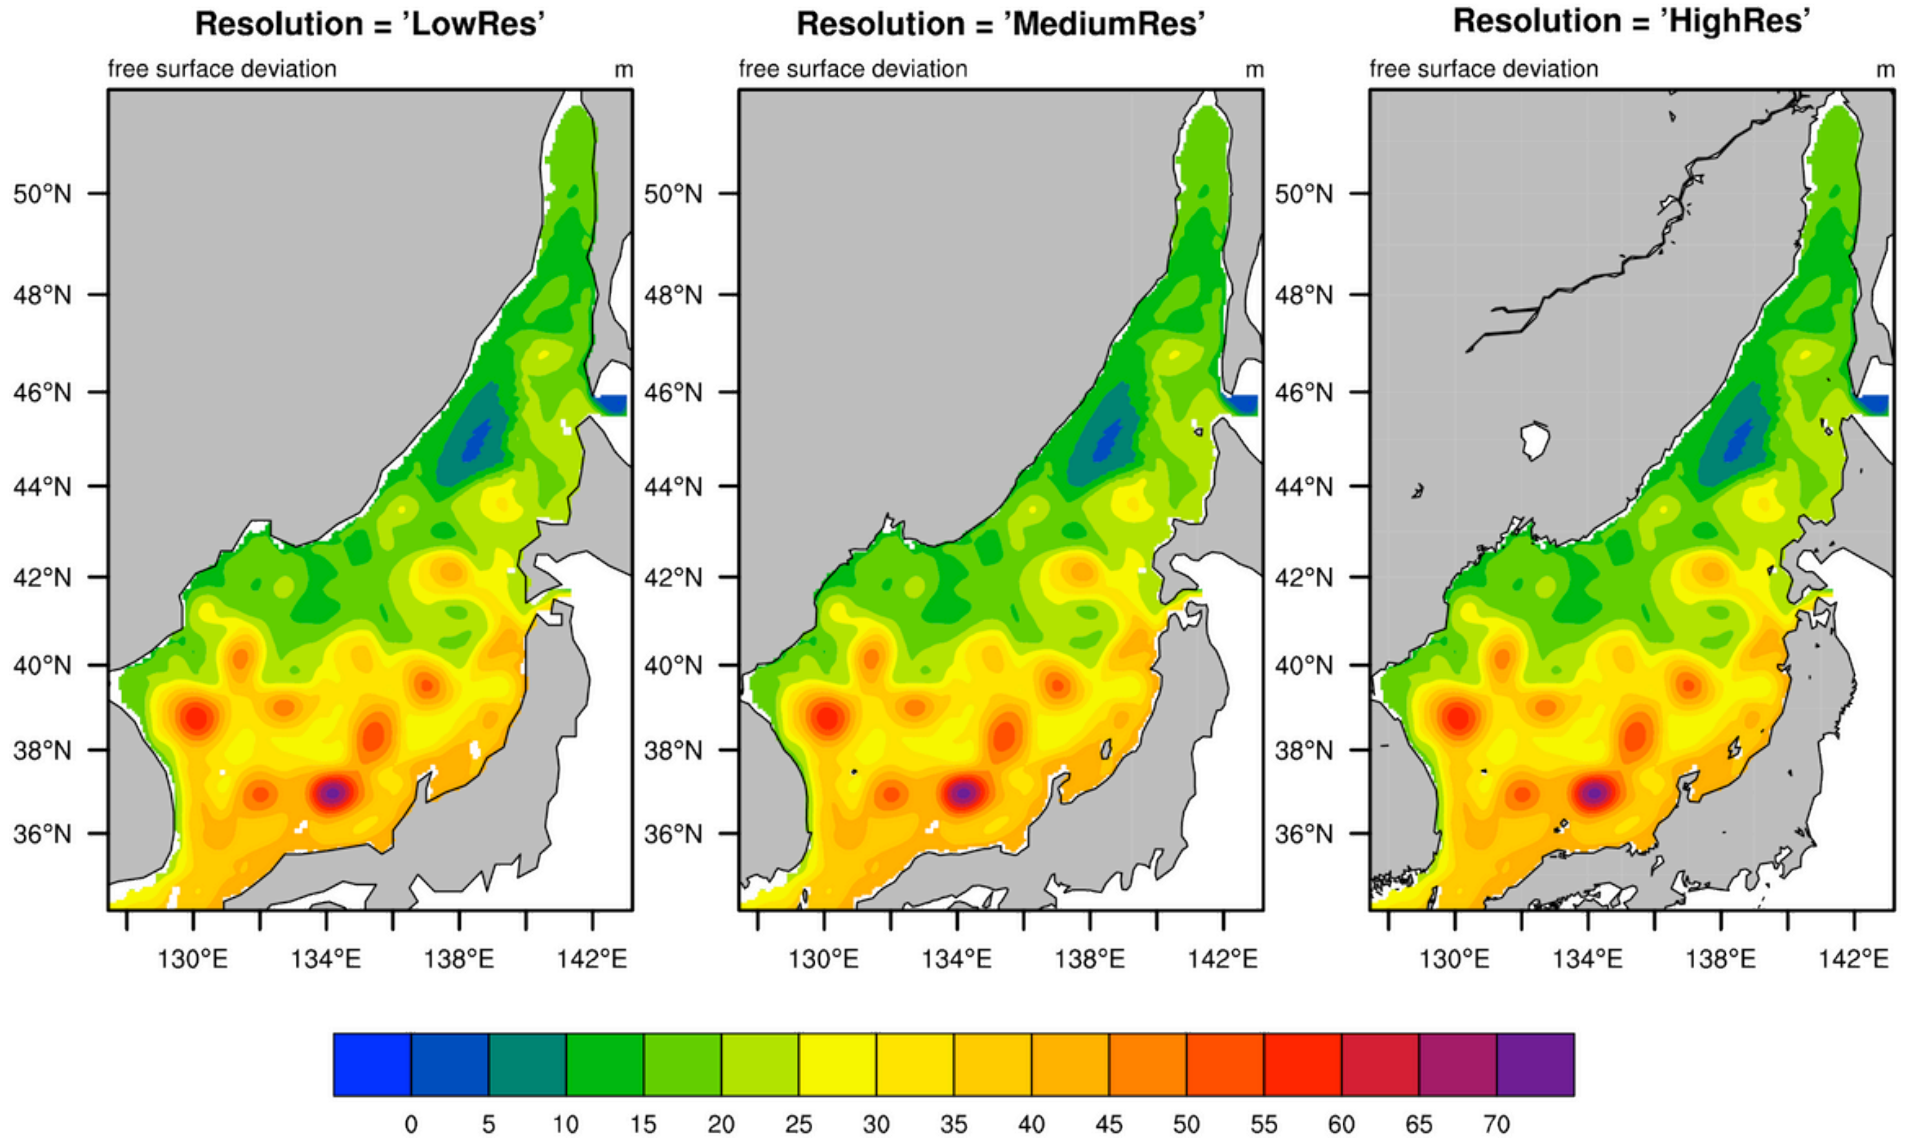 Resolution = 'LowRes' Resolution = 'MediumRes' Resolution = 'HighRes'
free surface deviation m free surface deviation m free surface deviation m
50°N 50°N 50°N
48°N 48°N 48°N
46°N 46°N 46°N
44°N 44°N 44°N
42°N 42°N 42°N
40°N 40°N 40°N
38°N 38°N 38°N
36°N 36°N 36°N
130°E 134°E 138°E 142°E 130°E 134°E 138°E 142°E 130°E 134°E 138°E 142°E
0 5 10 15 20 25 30 35 40 45 50 55 60 65 70